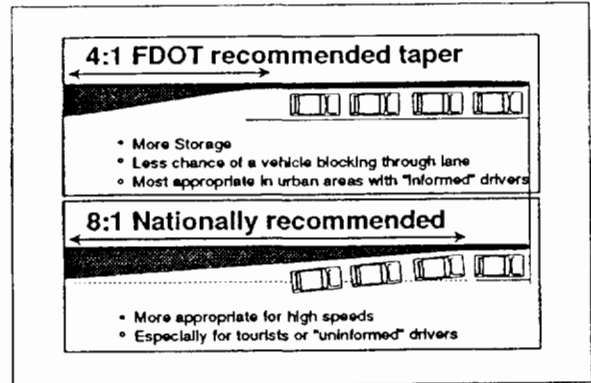 4:1 FDOT recommended taper
• More Storage
• Less chance of a vehicle blocking through lane
• Most appropriate in urban areas with "informed" drivers
8:1 Nationally recommended
• More appropriate for high speeds
• Especially for tourists or "uninformed" drivers